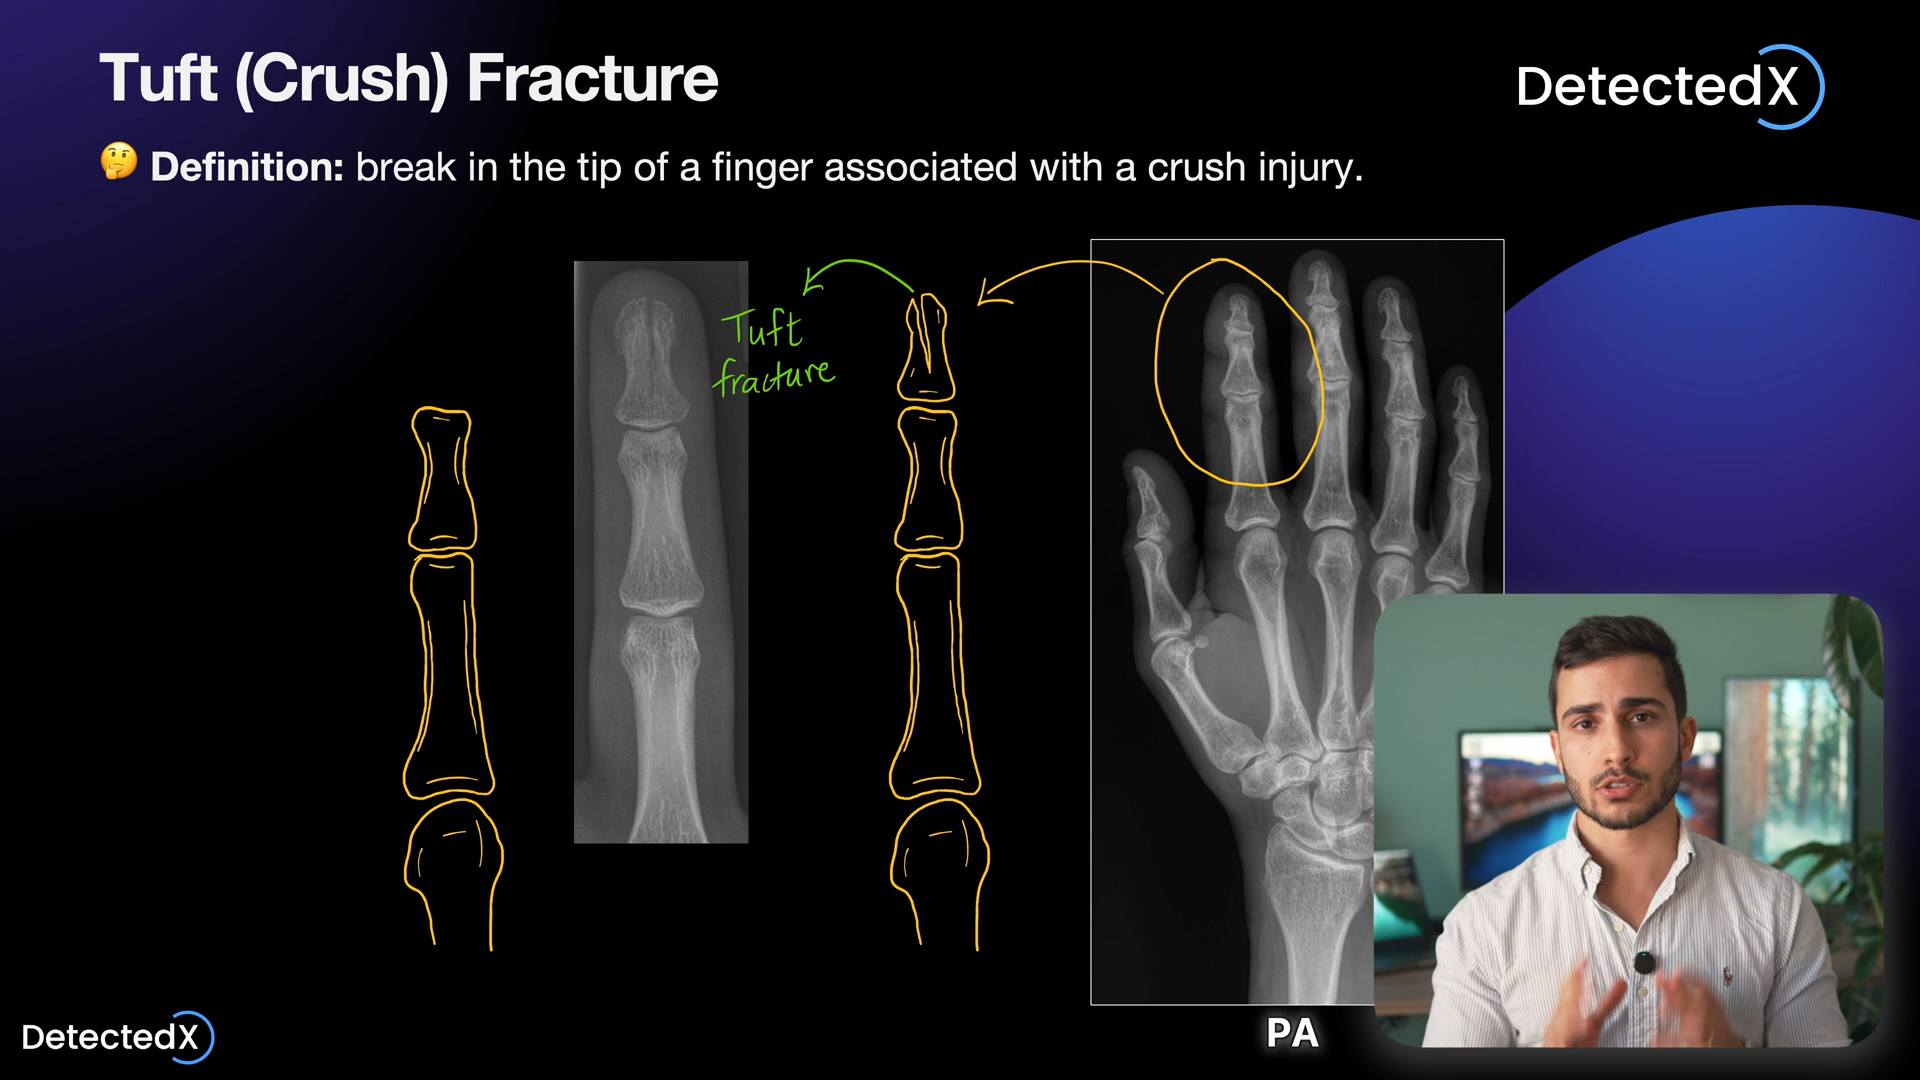 Tuft (Crush) Fracture
DetectedX
🤔 Definition: break in the tip of a finger associated with a crush injury.
Tuft
fracture
DetectedX
PA